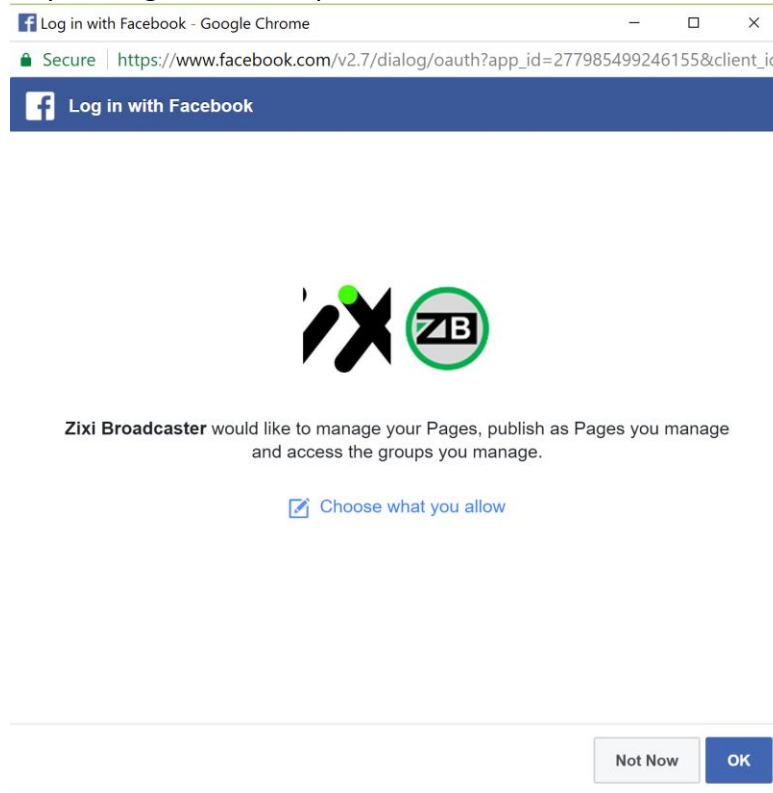 Log in with Facebook - Google Chrome
Secure | https://www.facebook.com/v2.7/dialog/oauth?app_id=277985499246155&client_id
Log in with Facebook
ZB
Zixi Broadcaster would like to manage your Pages, publish as Pages you manage
and access the groups you manage.
Choose what you allow
Not Now OK